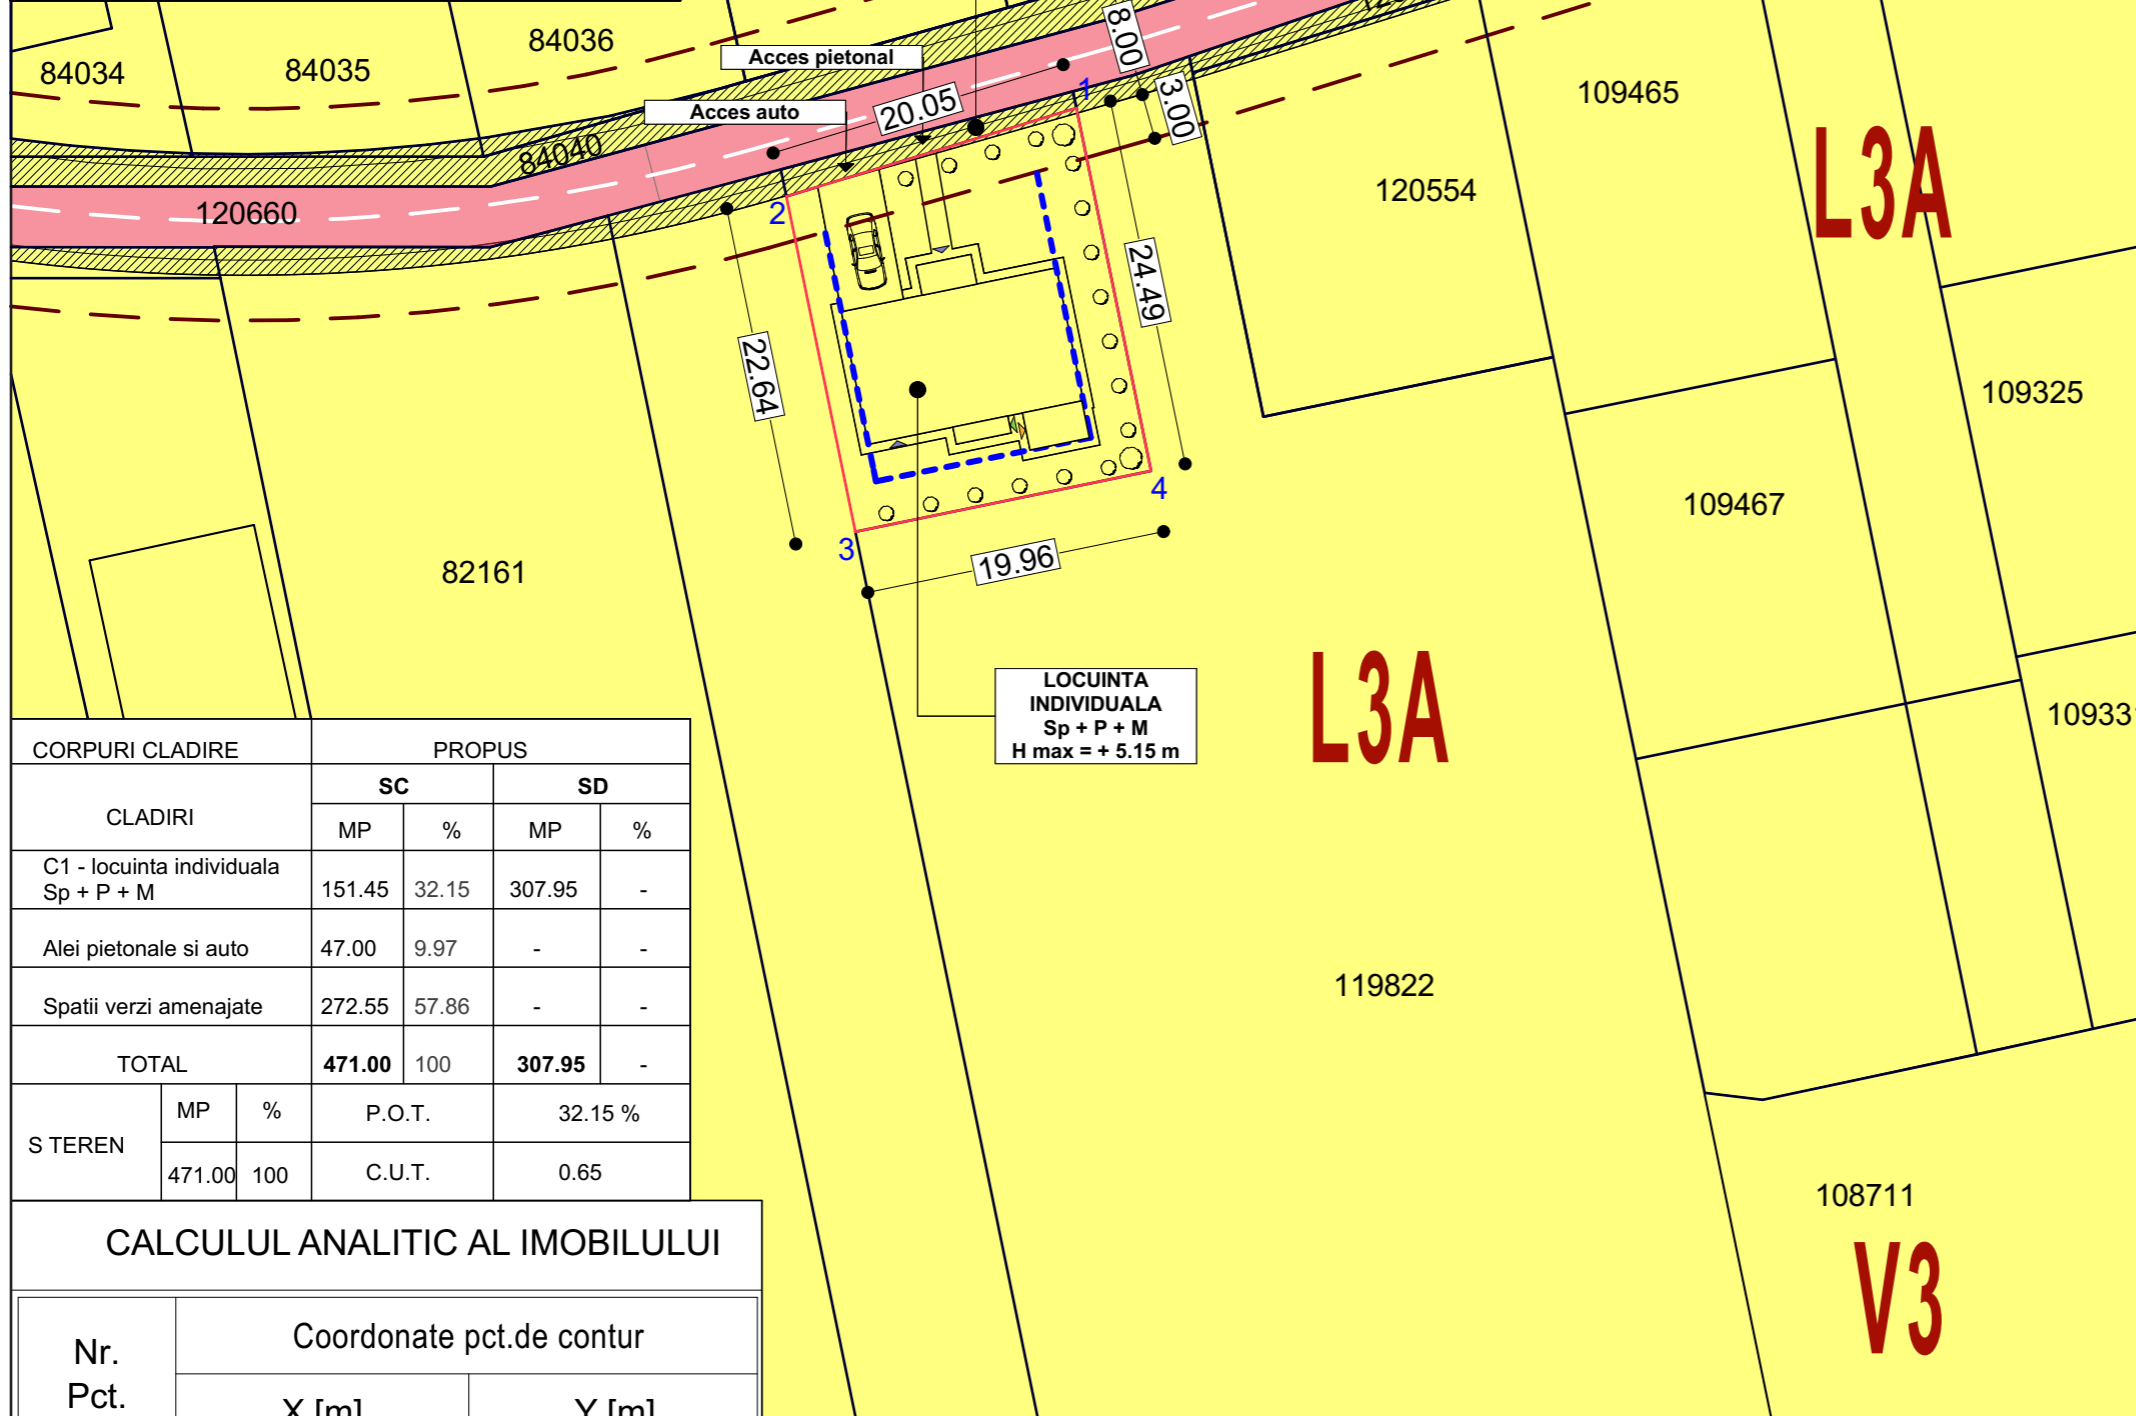 84034
84035
84036
Acces pietonal
8.00
1
3.00
109465
Acces auto
20.05
84040
120660
2
120554
L3A
24.49
22.64
109325
4
3
109467
19.96
82161
LOCUINTA
INDIVIDUALA
Sp + P + M
H max = + 5.15 m
L3A
119822
108711
V3
CORPURI CLADIRE PROPUS
SC SD
CLADIRI MP % MP %
C1 - locuinta individuala
Sp + P + M 151.45 32.15 307.95 -
Alei pietonale si auto 47.00 9.97 - -
Spatii verzi amenajate 272.55 57.86 - -
TOTAL 471.00 100 307.95 -
S TEREN MP % P.O.T. 32.15 %
471.00 100 C.U.T. 0.65
CALCULUL ANALITIC AL IMOBILULUI
Nr.
Pct.
Coordonate pct.de contur
X [m] Y [m]